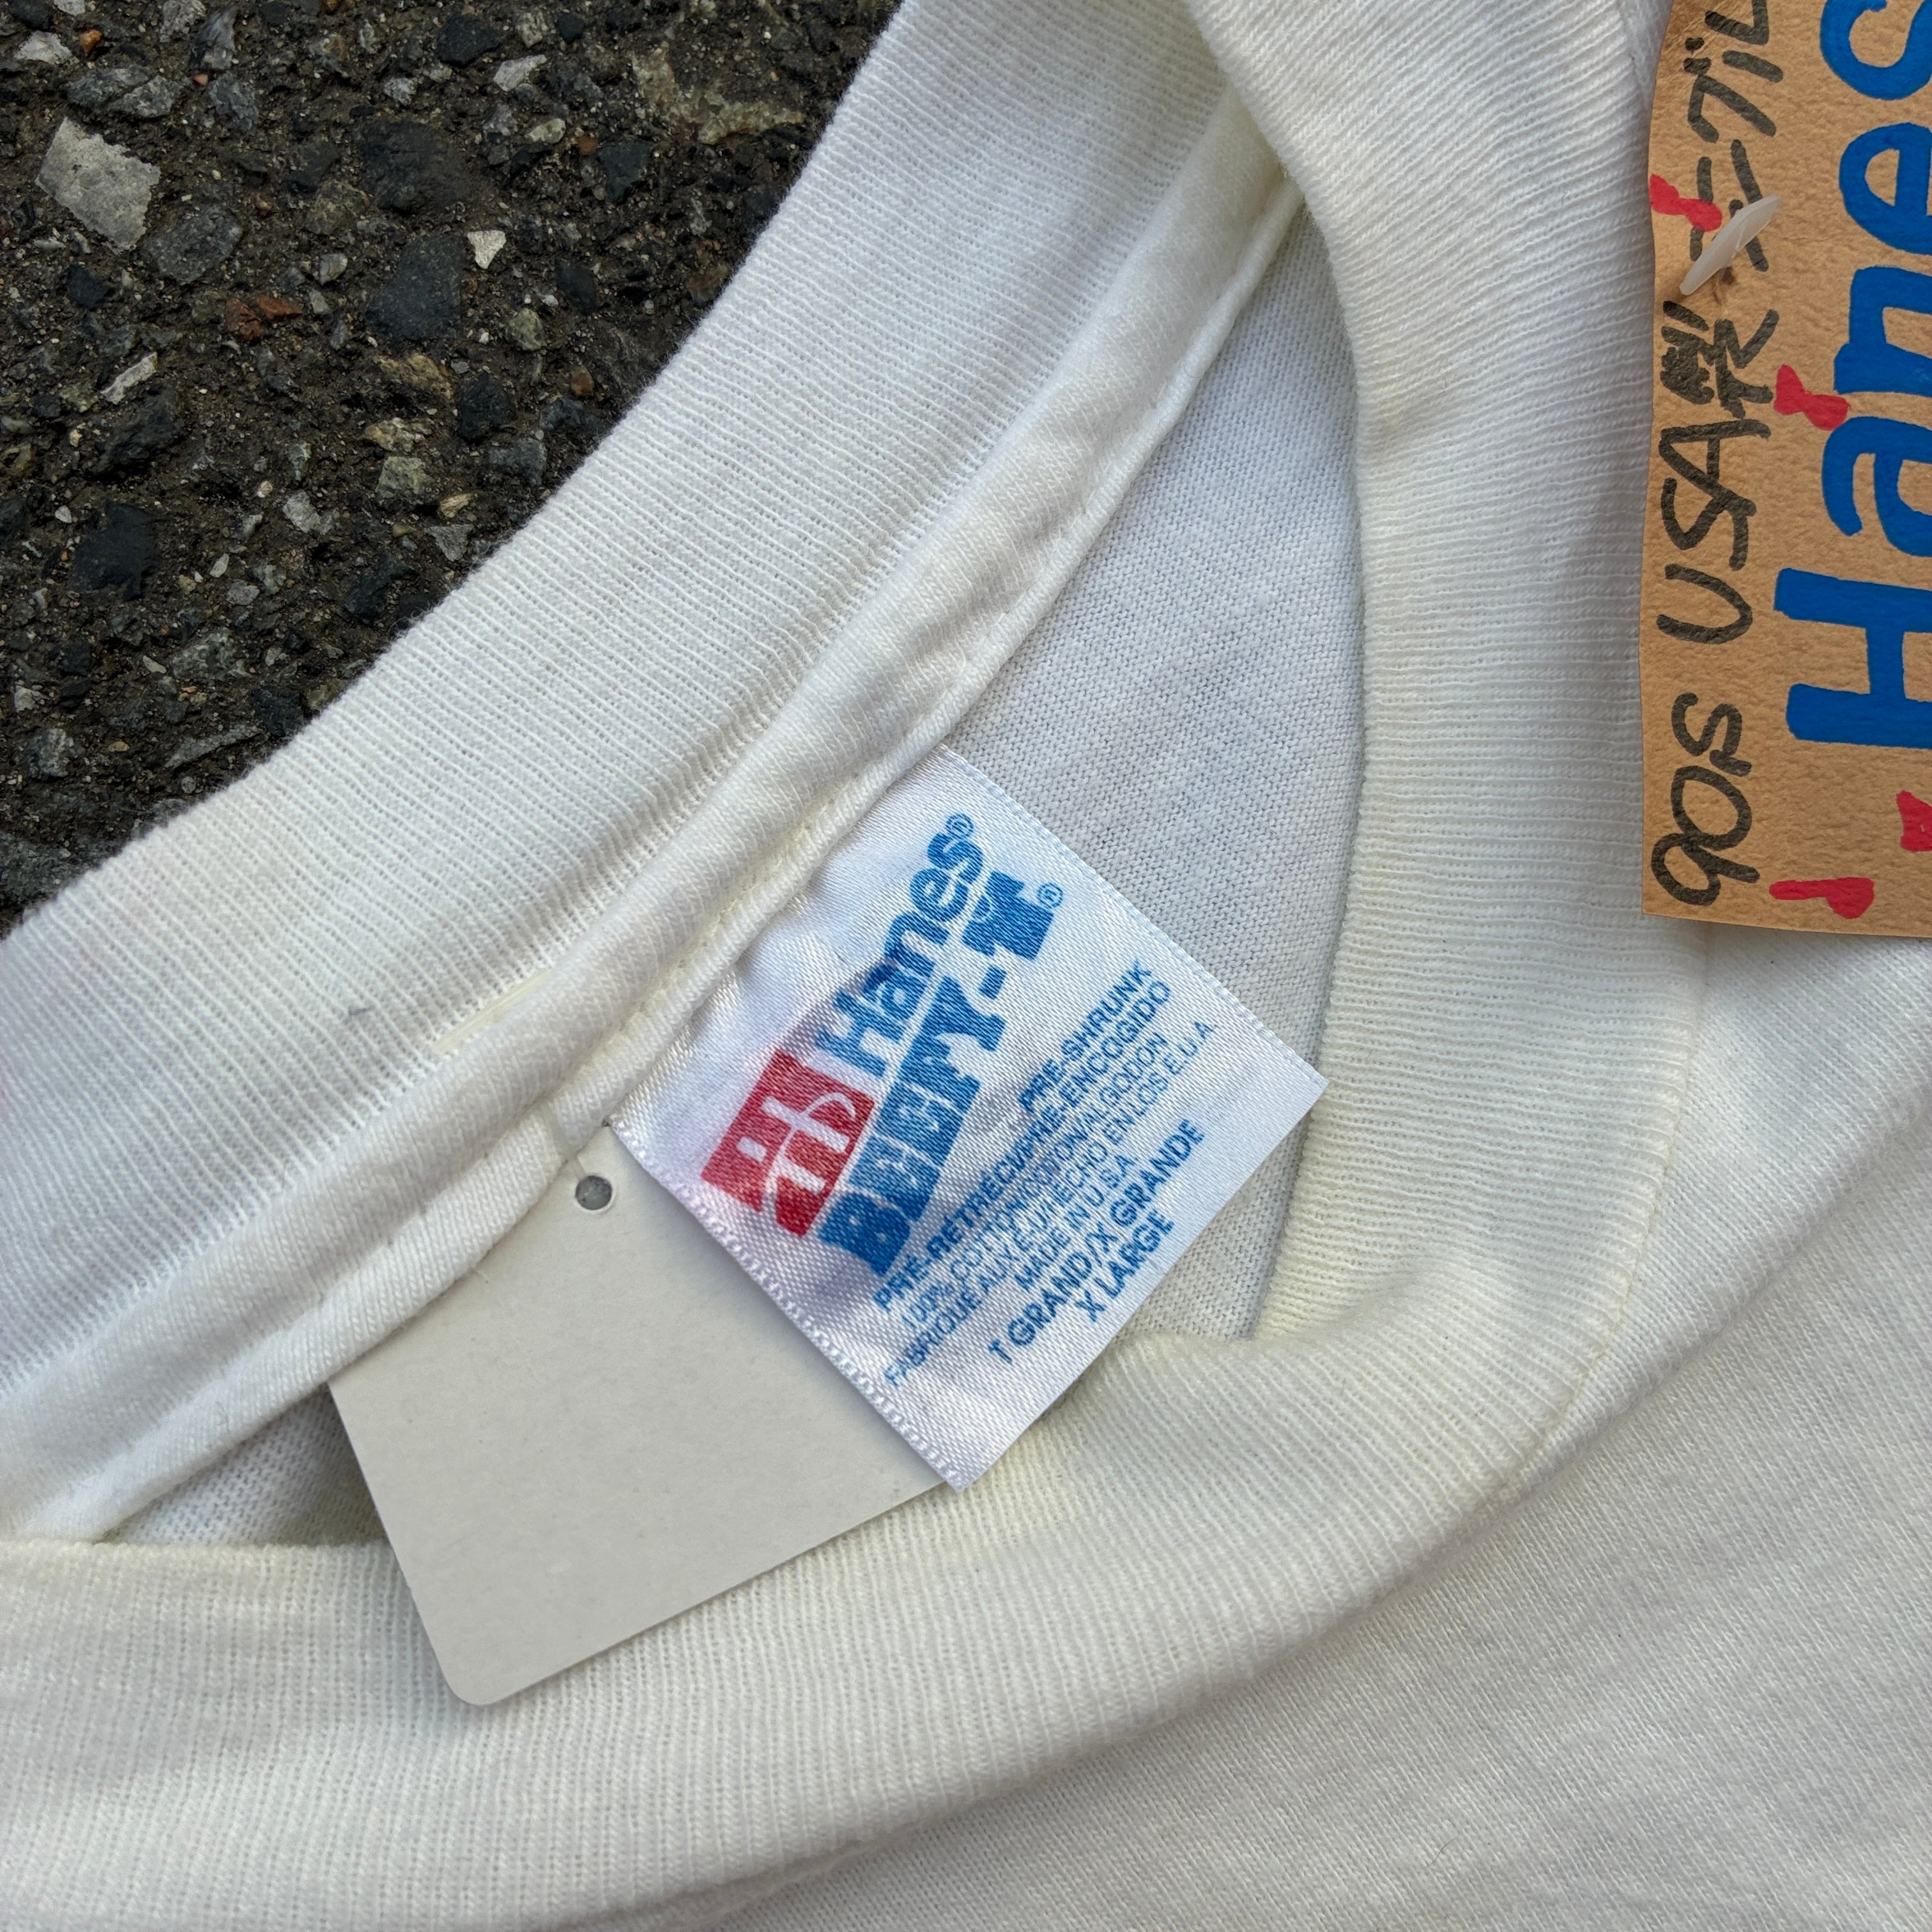 Hanes®
BEEFY-T®
PRE-SHRUNK
PRE-RETRECI/PRE-ENCOGIDO
100% COTTON/ALGODON
FABRIQUE AUX E.U./HECHO EN LOS E.U.A
MADE IN U.S.A.
T GRAND/X GRANDE
X LARGE
90s USA製
Hanes